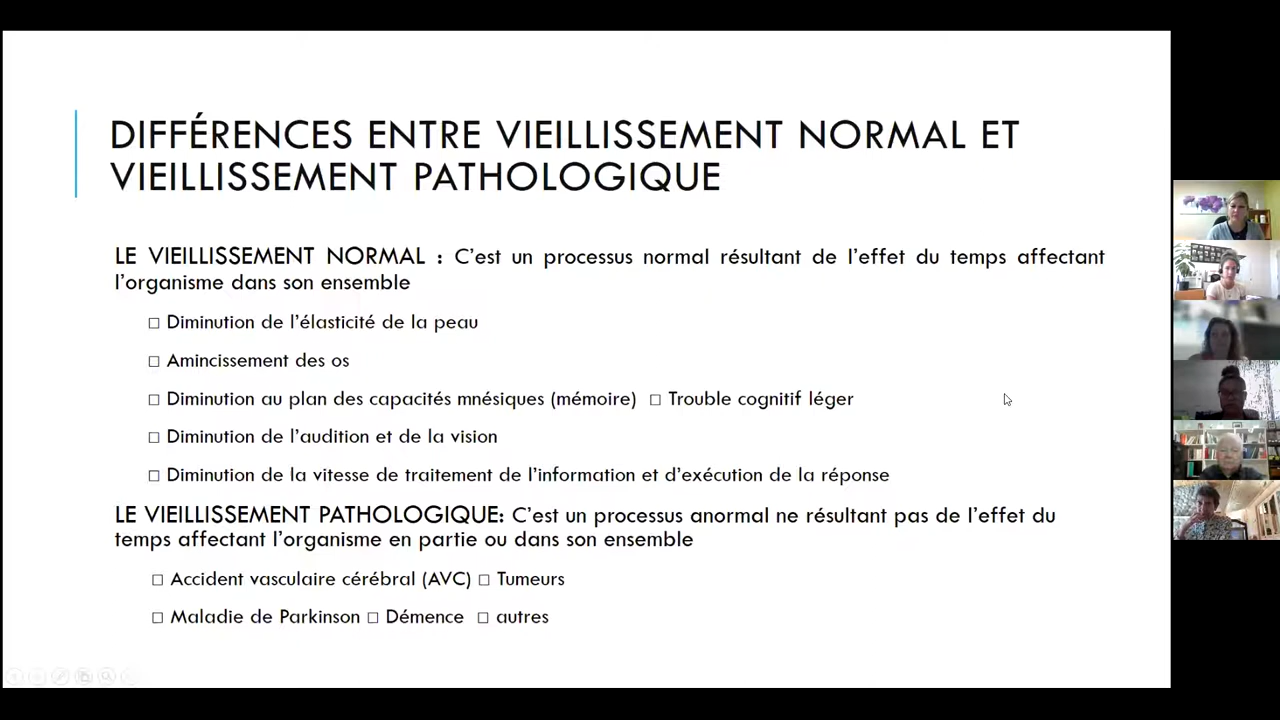 DIFFÉRENCES ENTRE VIEILLISSEMENT NORMAL ET
VIEILLISSEMENT PATHOLOGIQUE
LE VIEILLISSEMENT NORMAL : C’est un processus normal résultant de l’effet du temps affectant
l’organisme dans son ensemble
□ Diminution de l’élasticité de la peau
□ Amincissement des os
□ Diminution au plan des capacités mnésiques (mémoire) □ Trouble cognitif léger
□ Diminution de l’audition et de la vision
□ Diminution de la vitesse de traitement de l’information et d’exécution de la réponse
LE VIEILLISSEMENT PATHOLOGIQUE: C’est un processus anormal ne résultant pas de l’effet du
temps affectant l’organisme en partie ou dans son ensemble
□ Accident vasculaire cérébral (AVC) □ Tumeurs
□ Maladie de Parkinson □ Démence □ autres